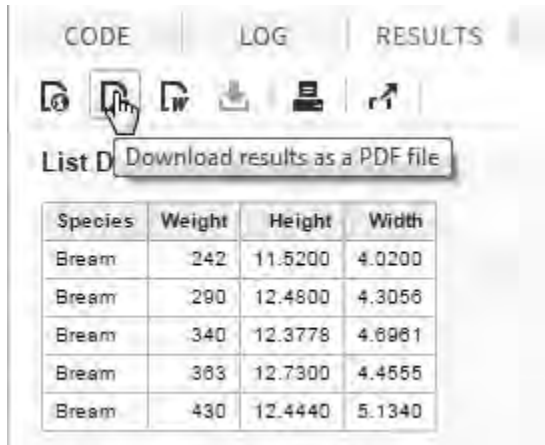 CODE LOG RESULTS
List D
Download results as a PDF file
Species Weight Height Width
Bream 242 11.5200 4.0200
Bream 290 12.4800 4.3056
Bream 340 12.3778 4.6961
Bream 363 12.7300 4.4555
Bream 430 12.4440 5.1340